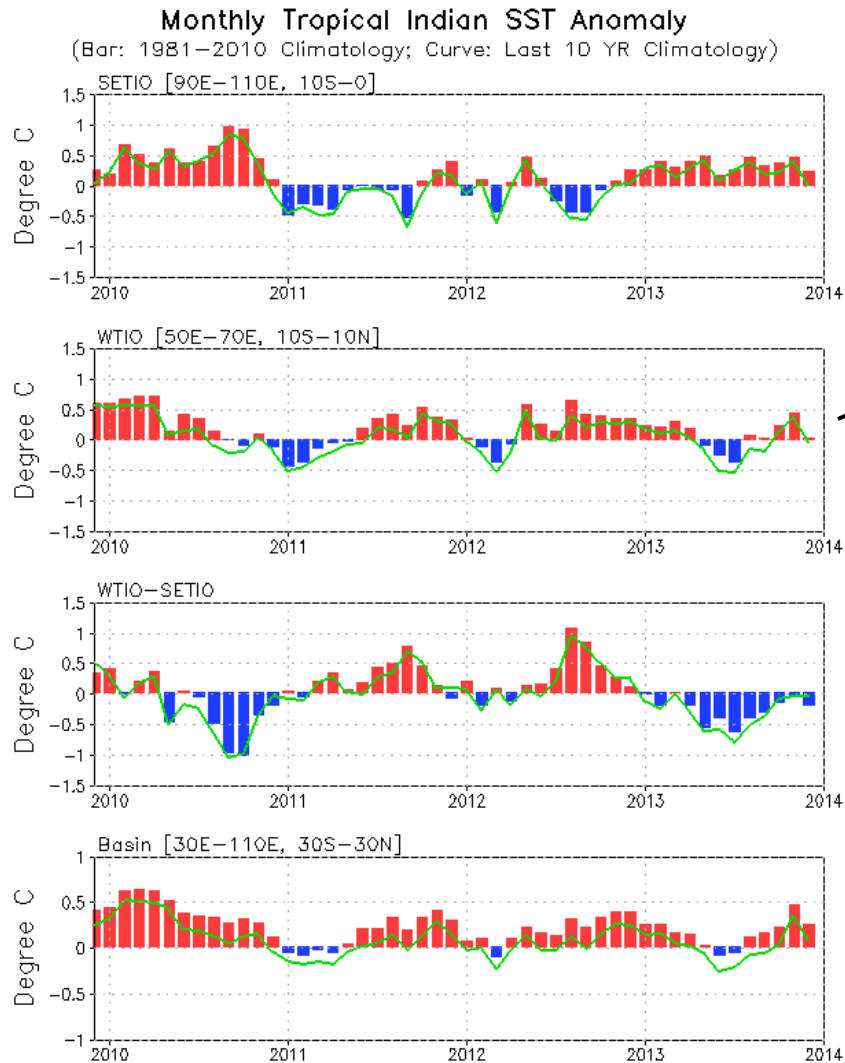 Monthly Tropical Indian SST Anomaly
(Bar: 1981-2010 Climatology; Curve: Last 10 YR Climatology)
SETIO [90E-110E, 10S-0]
Degree C
1.5
1
0.5
0
-0.5
-1
-1.5
2010 2011 2012 2013 2014
WTIO [50E-70E, 10S-10N]
Degree C
1.5
1
0.5
0
-0.5
-1
-1.5
2010 2011 2012 2013 2014
WTIO-SETIO
Degree C
1.5
1
0.5
0
-0.5
-1
-1.5
2010 2011 2012 2013 2014
Basin [30E-110E, 30S-30N]
Degree C
1
0.5
0
-0.5
-1
2010 2011 2012 2013 2014